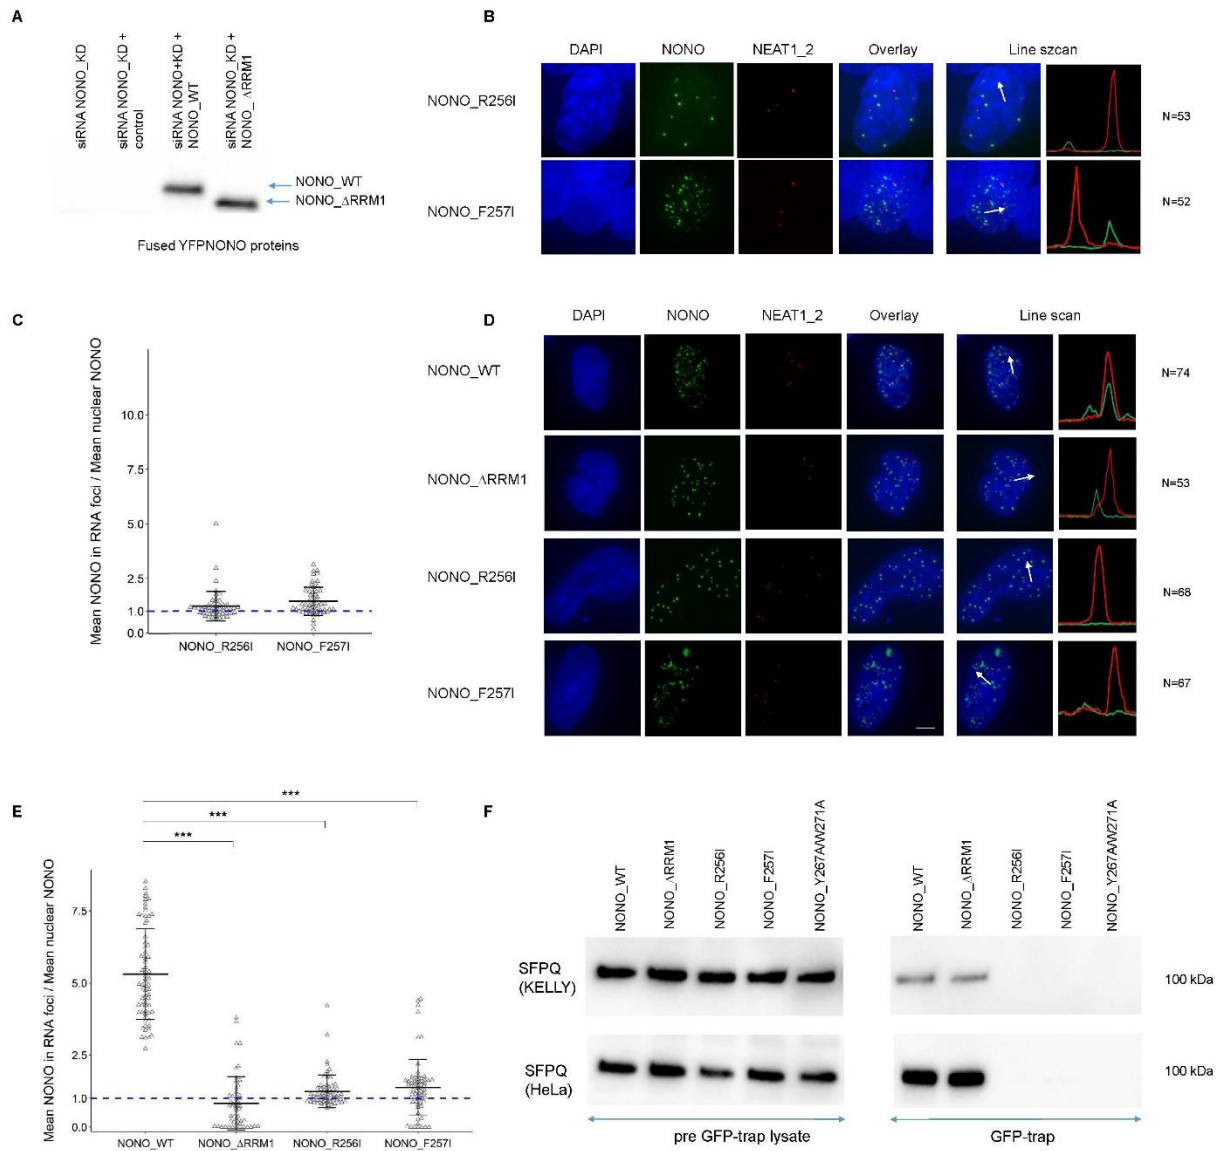 A
siRNA NONO_KD
siRNA NONO_KD +
control
siRNA NONO+KD +
NONO_WT
siRNA NONO_KD +
NONO_ΔRRM1
NONO_WT
NONO_ΔRRM1
Fused YFPNONO proteins
B
DAPI NONO NEAT1_2 Overlay Line szcan
NONO_R256I
N=53
NONO_F257I
N=52
C
Mean NONO in RNA foci / Mean nuclear NONO
10.0
5.0
2.5
1.0
0.0
NONO_R256I NONO_F257I
D
DAPI NONO NEAT1_2 Overlay Line scan
NONO_WT
N=74
NONO_ΔRRM1
N=53
NONO_R256I
N=68
NONO_F257I
N=67
E
***
***
***
Mean NONO in RNA foci / Mean nuclear NONO
7.5
5.0
2.5
1.0
0.0
NONO_WT NONO_ΔRRM1 NONO_R256I NONO_F257I
F
NONO_WT
NONO_ΔRRM1
NONO_R256I
NONO_F257I
NONO_Y267A/W271A
NONO_WT
NONO_ΔRRM1
NONO_R256I
NONO_F257I
NONO_Y267A/W271A
SFPQ
(KELLY)
100 kDa
SFPQ
(HeLa)
100 kDa
pre GFP-trap lysate GFP-trap